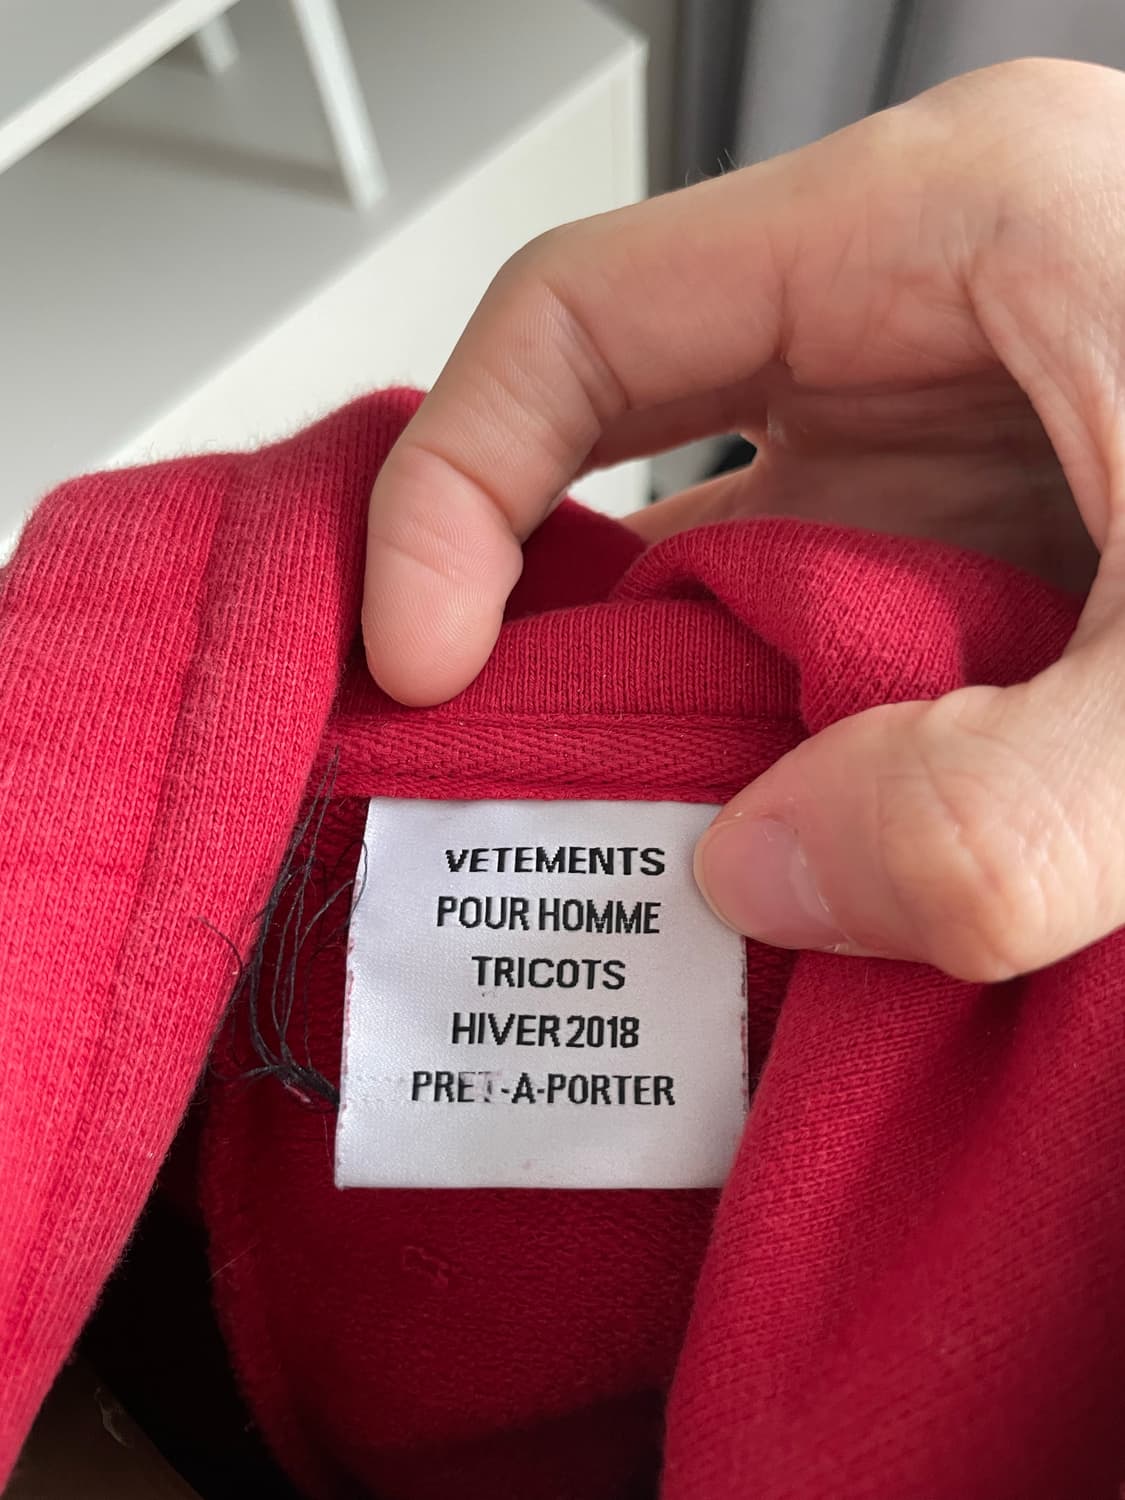 VETEMENTS
POUR HOMME
TRICOTS
HIVER 2018
PRET-A-PORTER